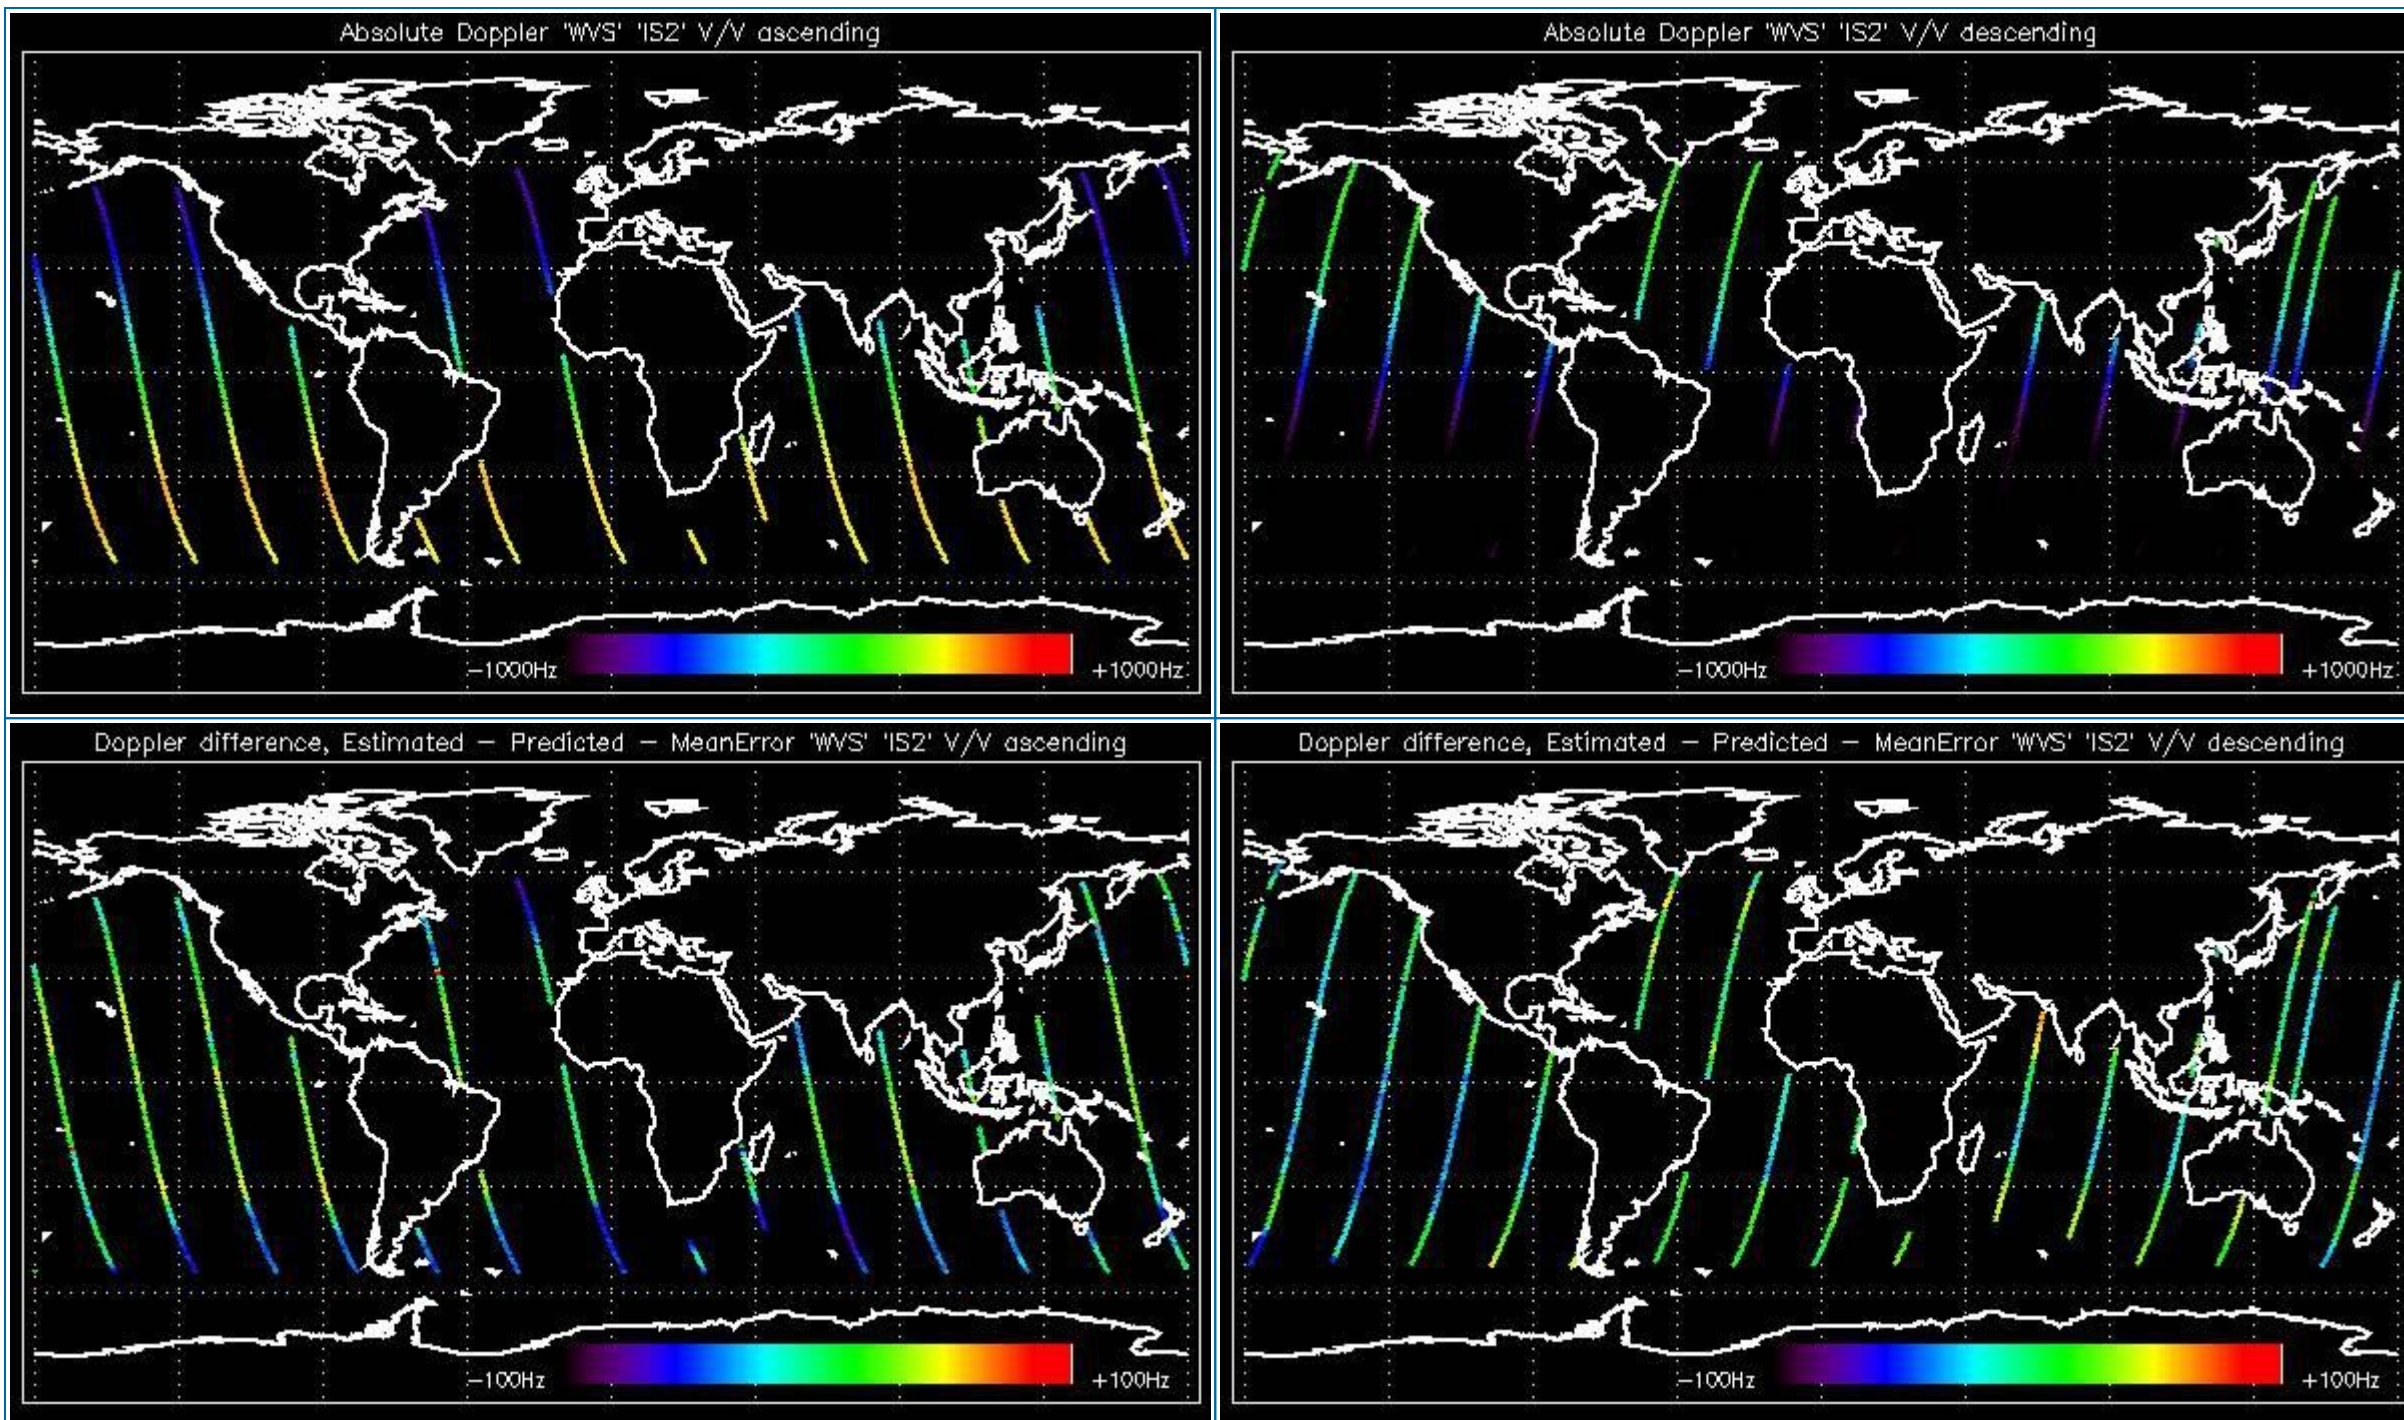 Absolute Doppler 'WVS' 'IS2' V/V ascending
−1000Hz
+1000Hz
Absolute Doppler 'WVS' 'IS2' V/V descending
−1000Hz
+1000Hz
Doppler difference, Estimated − Predicted − MeanError 'WVS' 'IS2' V/V ascending
−100Hz
+100Hz
Doppler difference, Estimated − Predicted − MeanError 'WVS' 'IS2' V/V descending
−100Hz
+100Hz